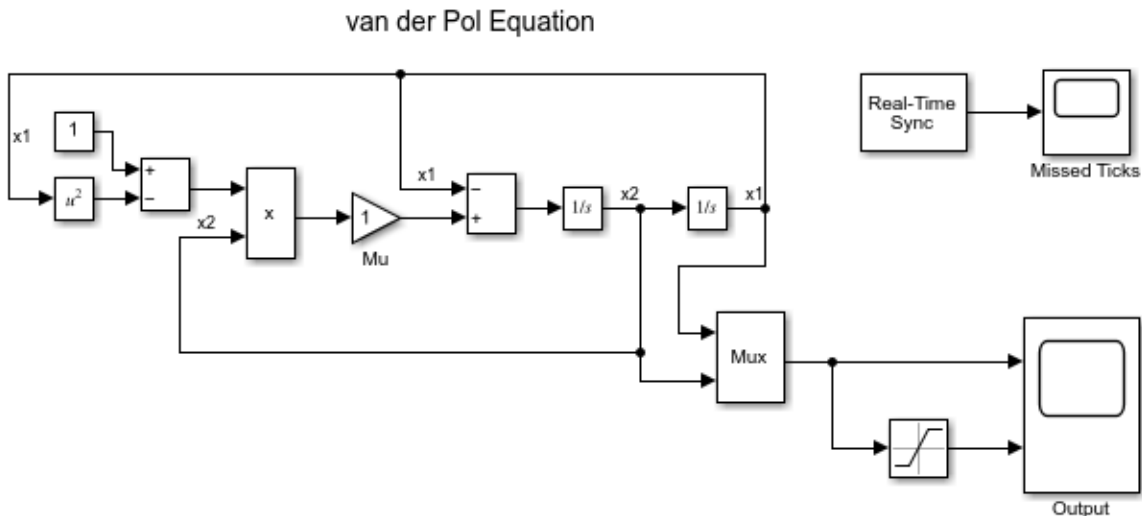 van der Pol Equation
x1
1
u²
+
−
x2
x
1
Mu
x1
−
+
1/s
x2
1/s
x1
Real-Time
Sync
Missed Ticks
Mux
Output